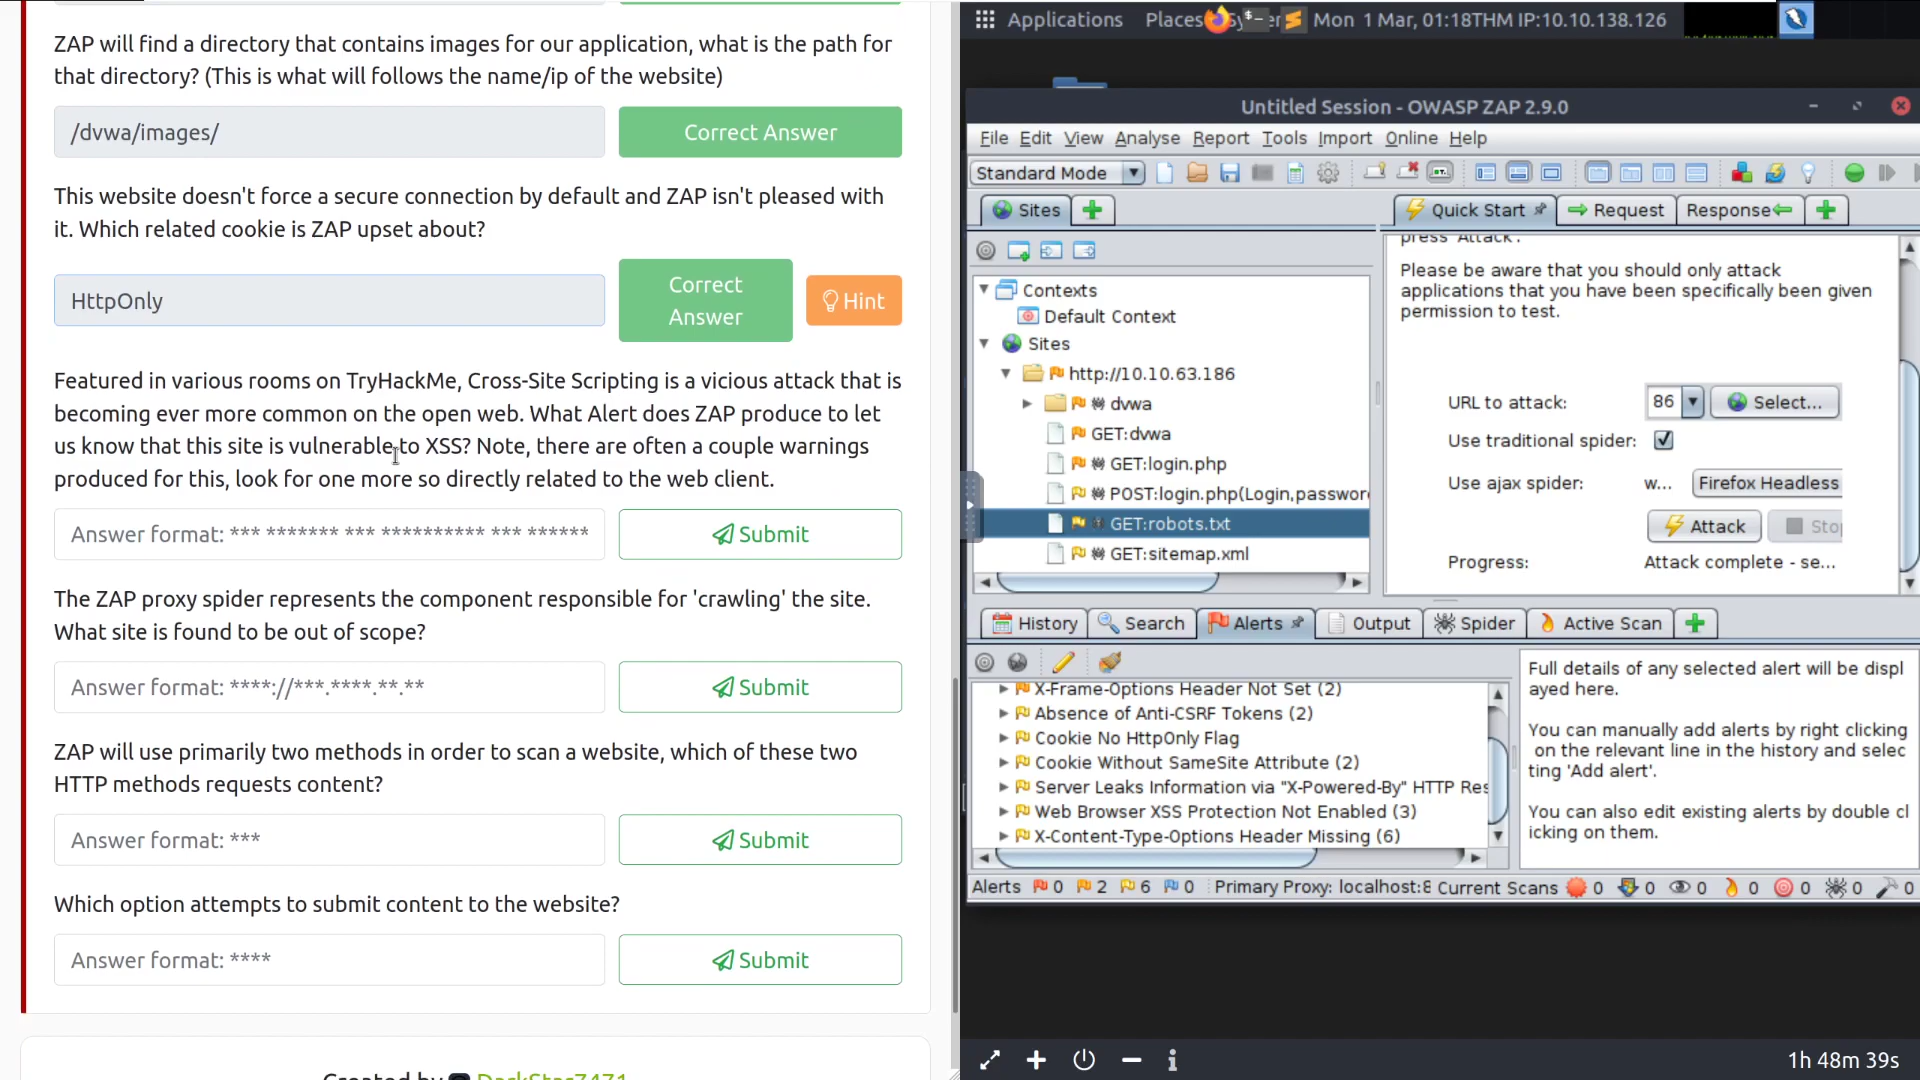 ZAP will find a directory that contains images for our application, what is the path for
that directory? (This is what will follows the name/ip of the website)
/dvwa/images/
Correct Answer
This website doesn't force a secure connection by default and ZAP isn't pleased with
it. Which related cookie is ZAP upset about?
HttpOnly
Correct
Answer
Hint
Featured in various rooms on TryHackMe, Cross-Site Scripting is a vicious attack that is
becoming ever more common on the open web. What Alert does ZAP produce to let
us know that this site is vulnerable to XSS? Note, there are often a couple warnings
produced for this, look for one more so directly related to the web client.
Answer format: *** ******* *** ********** *** ******
Submit
The ZAP proxy spider represents the component responsible for 'crawling' the site.
What site is found to be out of scope?
Answer format: ****://***.****.**.**
Submit
ZAP will use primarily two methods in order to scan a website, which of these two
HTTP methods requests content?
Answer format: ***
Submit
Which option attempts to submit content to the website?
Answer format: ****
Submit
Applications Places Mon 1 Mar, 01:18 THM IP:10.10.138.126
Untitled Session - OWASP ZAP 2.9.0
File Edit View Analyse Report Tools Import Online Help
Standard Mode
Sites
Quick Start Request Response
Contexts
Default Context
Sites
http://10.10.63.186
dvwa
GET:dvwa
GET:login.php
POST:login.php(Login,passwor
GET:robots.txt
GET:sitemap.xml
press 'Attack'.
Please be aware that you should only attack
applications that you have been specifically been given
permission to test.
URL to attack: 86 Select...
Use traditional spider:
Use ajax spider: w... Firefox Headless
Attack Sto
Progress: Attack complete - se...
History Search Alerts Output Spider Active Scan
X-Frame-Options Header Not Set (2)
Absence of Anti-CSRF Tokens (2)
Cookie No HttpOnly Flag
Cookie Without SameSite Attribute (2)
Server Leaks Information via "X-Powered-By" HTTP Res
Web Browser XSS Protection Not Enabled (3)
X-Content-Type-Options Header Missing (6)
Full details of any selected alert will be displ
ayed here.
You can manually add alerts by right clicking
on the relevant line in the history and selec
ting 'Add alert'.
You can also edit existing alerts by double cl
icking on them.
Alerts 0 2 6 0 Primary Proxy: localhost:8 Current Scans 0 0 0 0 0 0 0
1h 48m 39s
Created by DarkStar7471